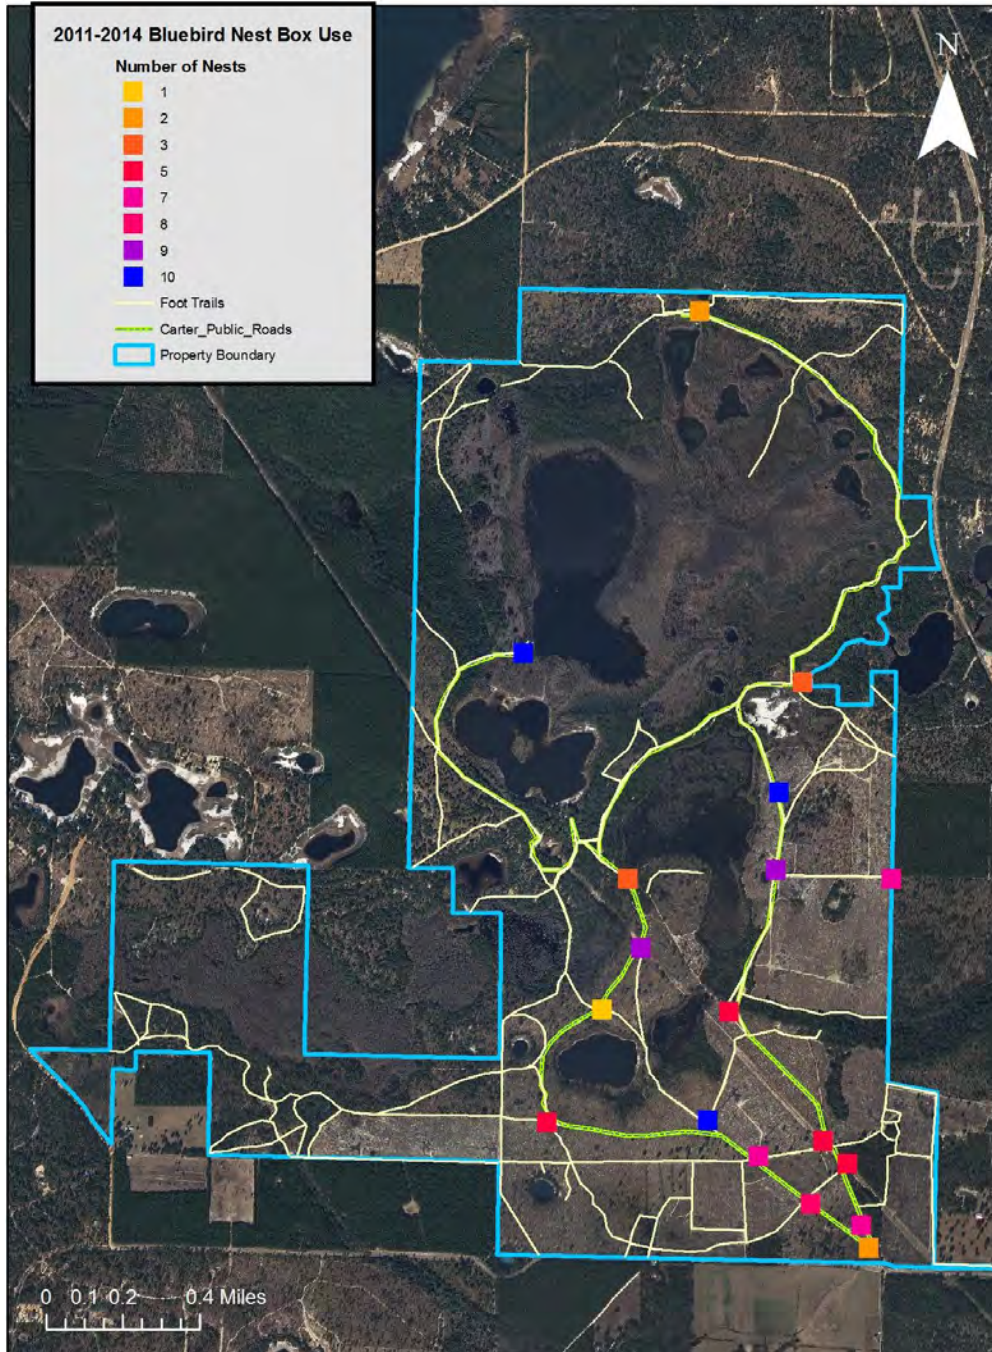 2011-2014 Bluebird Nest Box Use
Number of Nests
1
2
3
5
7
8
9
10
Foot Trails
Carter_Public_Roads
Property Boundary
N
0 0.1 0.2 0.4 Miles